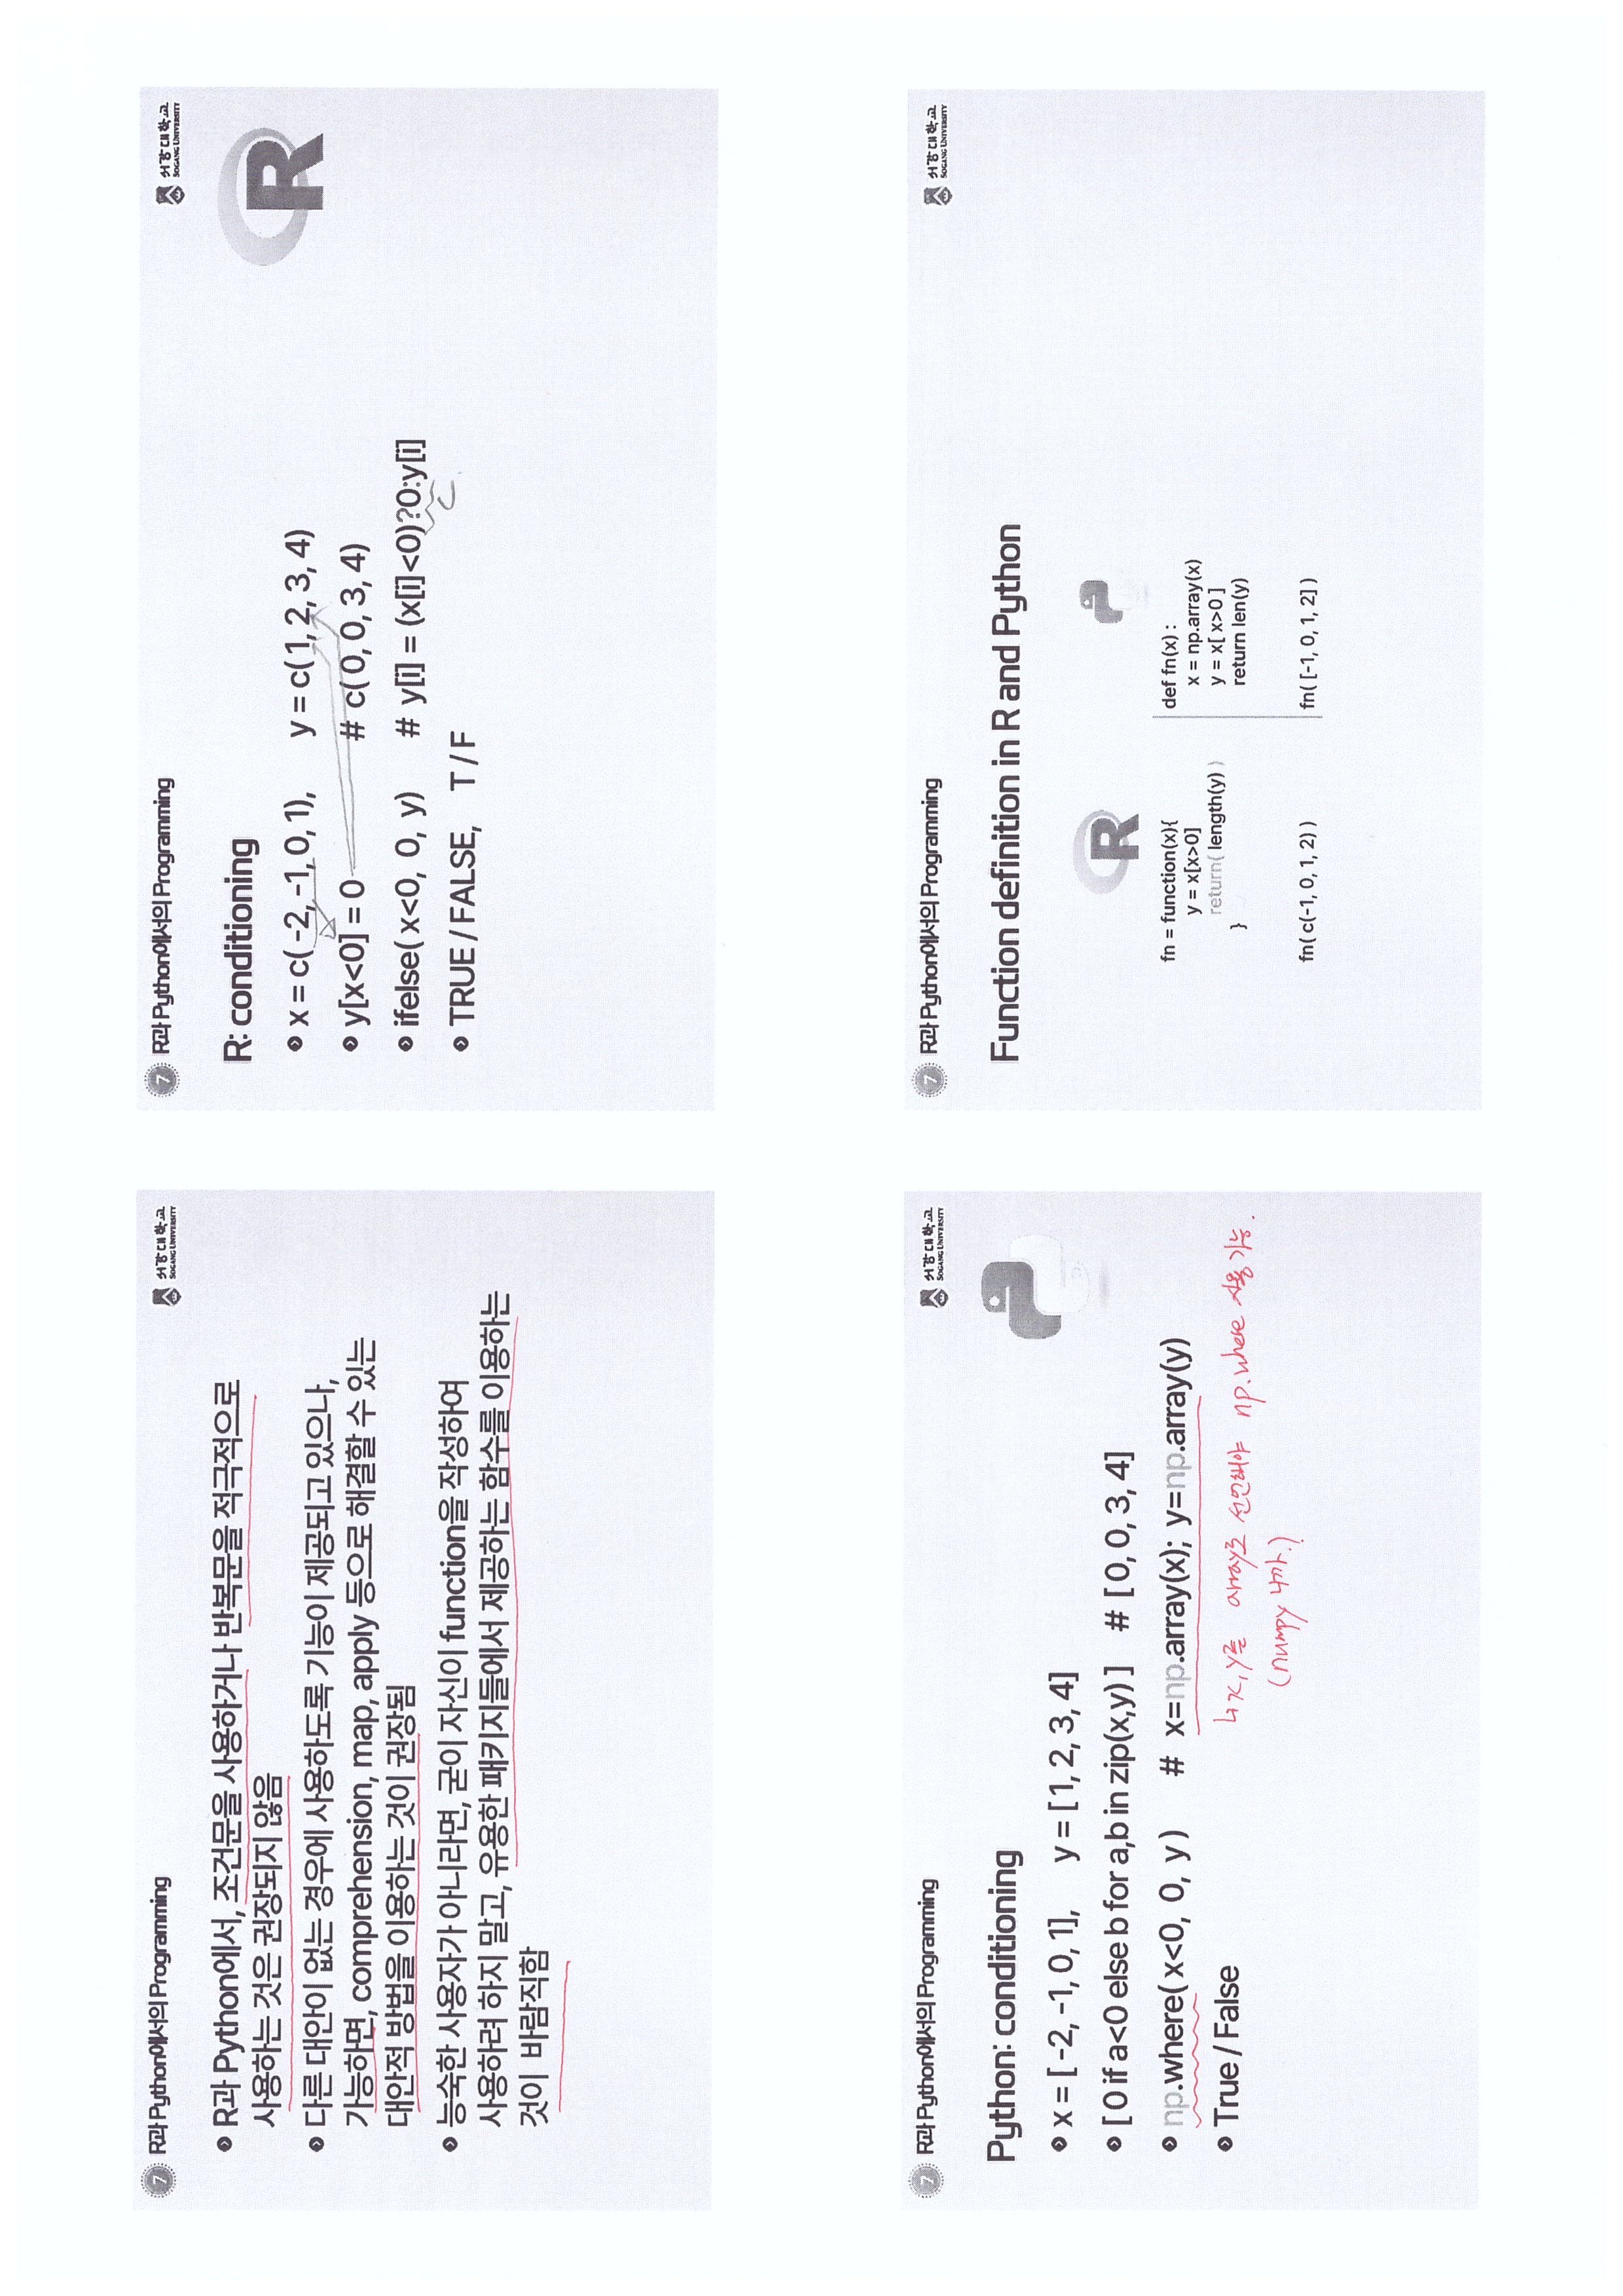 7 R과 Python에서의 Programming
서강대학교
SOGANG UNIVERSITY
R과 Python에서, 조건문을 사용하거나 반복문을 적극적으로
사용하는 것은 권장되지 않음
다른 대안이 없는 경우에 사용하도록 기능이 제공되고 있으나,
가능하면, comprehension, map, apply 등으로 해결할 수 있는
대안적 방법을 이용하는 것이 권장됨
능숙한 사용자가 아니라면, 굳이 자신이 function을 작성하여
사용하려 하지 말고, 유용한 패키지들에서 제공하는 함수를 이용하는
것이 바람직함
7 R과 Python에서의 Programming
서강대학교
SOGANG UNIVERSITY
R: conditioning
R
x = c( -2, -1, 0, 1), y = c( 1, 2, 3, 4)
y[x<0] = 0 # c( 0, 0, 3, 4)
ifelse( x<0, 0, y) # y[i] = (x[i]<0)?0:y[i]
C
TRUE / FALSE, T / F
7 R과 Python에서의 Programming
서강대학교
SOGANG UNIVERSITY
Python: conditioning
x = [ -2, -1, 0, 1], y = [ 1, 2, 3, 4]
[ 0 if a<0 else b for a,b in zip(x,y) ] # [ 0, 0, 3, 4]
np.where( x<0, 0, y ) # x=np.array(x); y=np.array(y)
True / False
↳ x, y를 array로 선언해야 np.where 사용 가능.
(numpy 니까.)
7 R과 Python에서의 Programming
서강대학교
SOGANG UNIVERSITY
Function definition in R and Python
R
fn = function(x){
y = x[x>0]
return( length(y) )
}
fn( c(-1, 0, 1, 2) )
def fn(x) :
x = np.array(x)
y = x[ x>0 ]
return len(y)
fn( [-1, 0, 1, 2] )